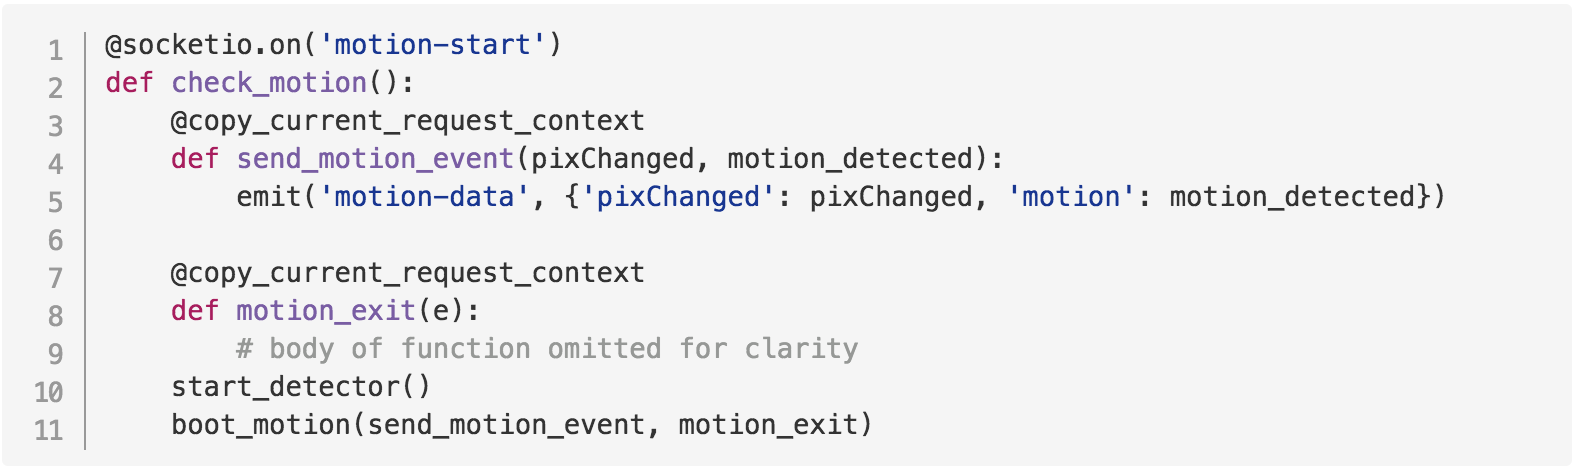 1 @socketio.on('motion-start')
2 def check_motion():
3     @copy_current_request_context
4     def send_motion_event(pixChanged, motion_detected):
5         emit('motion-data', {'pixChanged': pixChanged, 'motion': motion_detected})
6
7     @copy_current_request_context
8     def motion_exit(e):
9         # body of function omitted for clarity
10     start_detector()
11     boot_motion(send_motion_event, motion_exit)